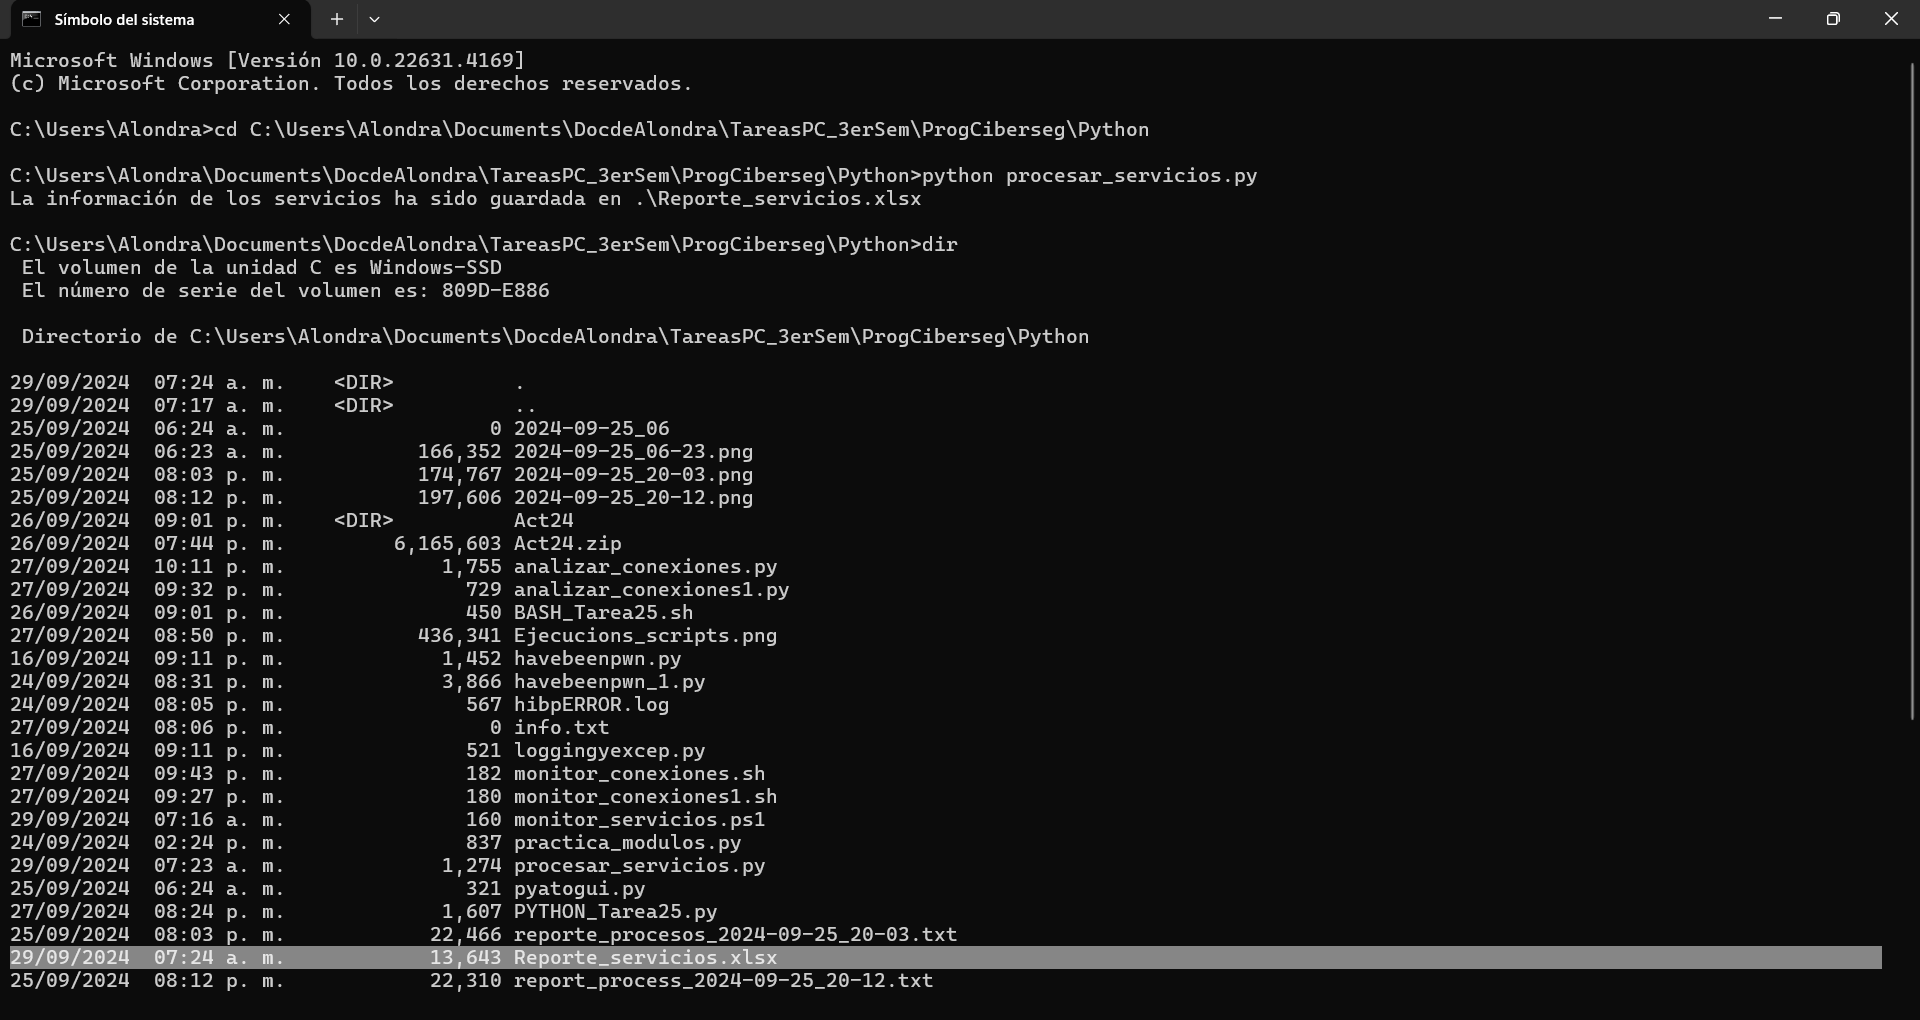 Símbolo del sistema
Microsoft Windows [Versión 10.0.22631.4169]
(c) Microsoft Corporation. Todos los derechos reservados.
C:\Users\Alondra>cd C:\Users\Alondra\Documents\DocdeAlondra\TareasPC_3erSem\ProgCiberseg\Python
C:\Users\Alondra\Documents\DocdeAlondra\TareasPC_3erSem\ProgCiberseg\Python>python procesar_servicios.py
La información de los servicios ha sido guardada en .\Reporte_servicios.xlsx
C:\Users\Alondra\Documents\DocdeAlondra\TareasPC_3erSem\ProgCiberseg\Python>dir
 El volumen de la unidad C es Windows-SSD
 El número de serie del volumen es: 809D-E886
 Directorio de C:\Users\Alondra\Documents\DocdeAlondra\TareasPC_3erSem\ProgCiberseg\Python
29/09/2024  07:24 a. m.    <DIR>          .
29/09/2024  07:17 a. m.    <DIR>          ..
25/09/2024  06:24 a. m.                 0 2024-09-25_06
25/09/2024  06:23 a. m.           166,352 2024-09-25_06-23.png
25/09/2024  08:03 p. m.           174,767 2024-09-25_20-03.png
25/09/2024  08:12 p. m.           197,606 2024-09-25_20-12.png
26/09/2024  09:01 p. m.    <DIR>          Act24
26/09/2024  07:44 p. m.         6,165,603 Act24.zip
27/09/2024  10:11 p. m.             1,755 analizar_conexiones.py
27/09/2024  09:32 p. m.               729 analizar_conexiones1.py
26/09/2024  09:01 p. m.               450 BASH_Tarea25.sh
27/09/2024  08:50 p. m.           436,341 Ejecucions_scripts.png
16/09/2024  09:11 p. m.             1,452 havebeenpwn.py
24/09/2024  08:31 p. m.             3,866 havebeenpwn_1.py
24/09/2024  08:05 p. m.               567 hibpERROR.log
27/09/2024  08:06 p. m.                 0 info.txt
16/09/2024  09:11 p. m.               521 loggingyexcep.py
27/09/2024  09:43 p. m.               182 monitor_conexiones.sh
27/09/2024  09:27 p. m.               180 monitor_conexiones1.sh
29/09/2024  07:16 a. m.               160 monitor_servicios.ps1
24/09/2024  02:24 p. m.               837 practica_modulos.py
29/09/2024  07:23 a. m.             1,274 procesar_servicios.py
25/09/2024  06:24 a. m.               321 pyatogui.py
27/09/2024  08:24 p. m.             1,607 PYTHON_Tarea25.py
25/09/2024  08:03 p. m.            22,466 reporte_procesos_2024-09-25_20-03.txt
29/09/2024  07:24 a. m.            13,643 Reporte_servicios.xlsx
25/09/2024  08:12 p. m.            22,310 report_process_2024-09-25_20-12.txt